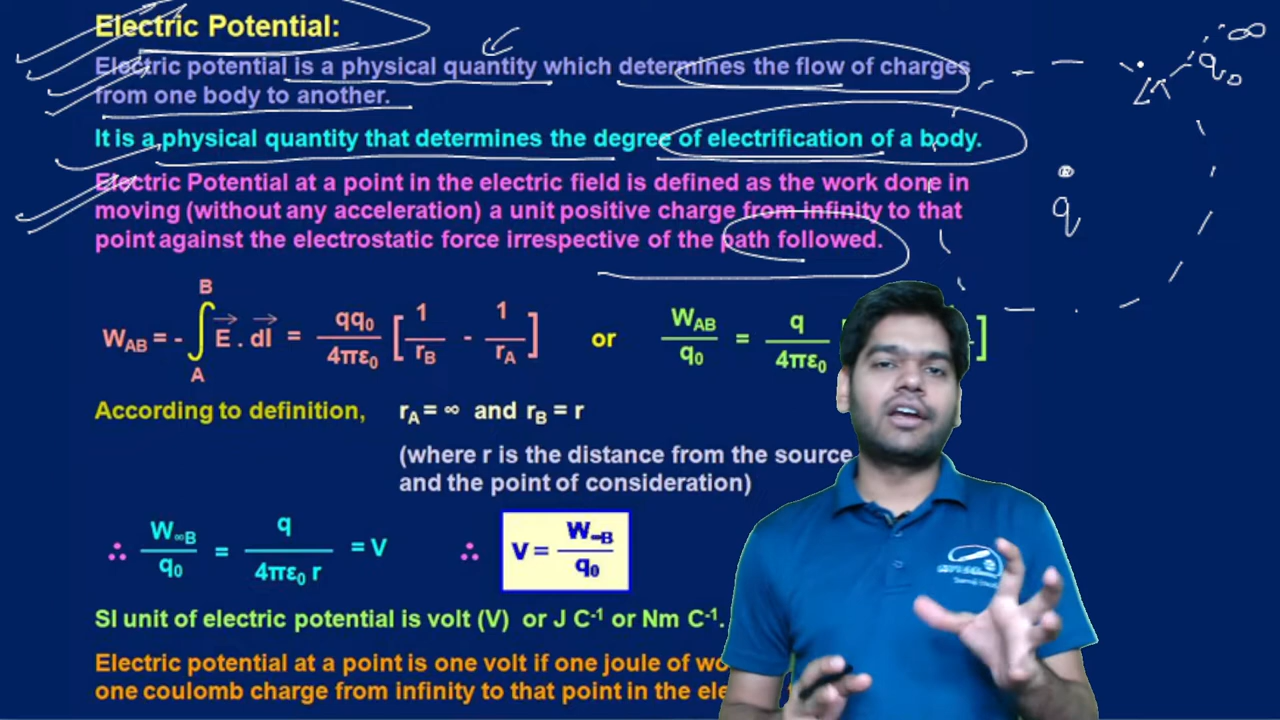 Electric Potential:
Electric potential is a physical quantity which determines the flow of charges
from one body to another.
It is a physical quantity that determines the degree of electrification of a body.
Electric Potential at a point in the electric field is defined as the work done in
moving (without any acceleration) a unit positive charge from infinity to that
point against the electrostatic force irrespective of the path followed.
∞
q₀
q
W_AB = - ∫_A^B E⃗ . dl⃗ = qq₀ / 4πε₀ [ 1 / r_B - 1 / r_A ] or W_AB / q₀ = q / 4πε₀ ]
According to definition, r_A = ∞ and r_B = r
(where r is the distance from the source
and the point of consideration)
∴ W_∞B / q₀ = q / 4πε₀ r = V ∴ V = W_∞B / q₀
SI unit of electric potential is volt (V) or J C⁻¹ or Nm C⁻¹.
Electric potential at a point is one volt if one joule of
one coulomb charge from infinity to that point in the